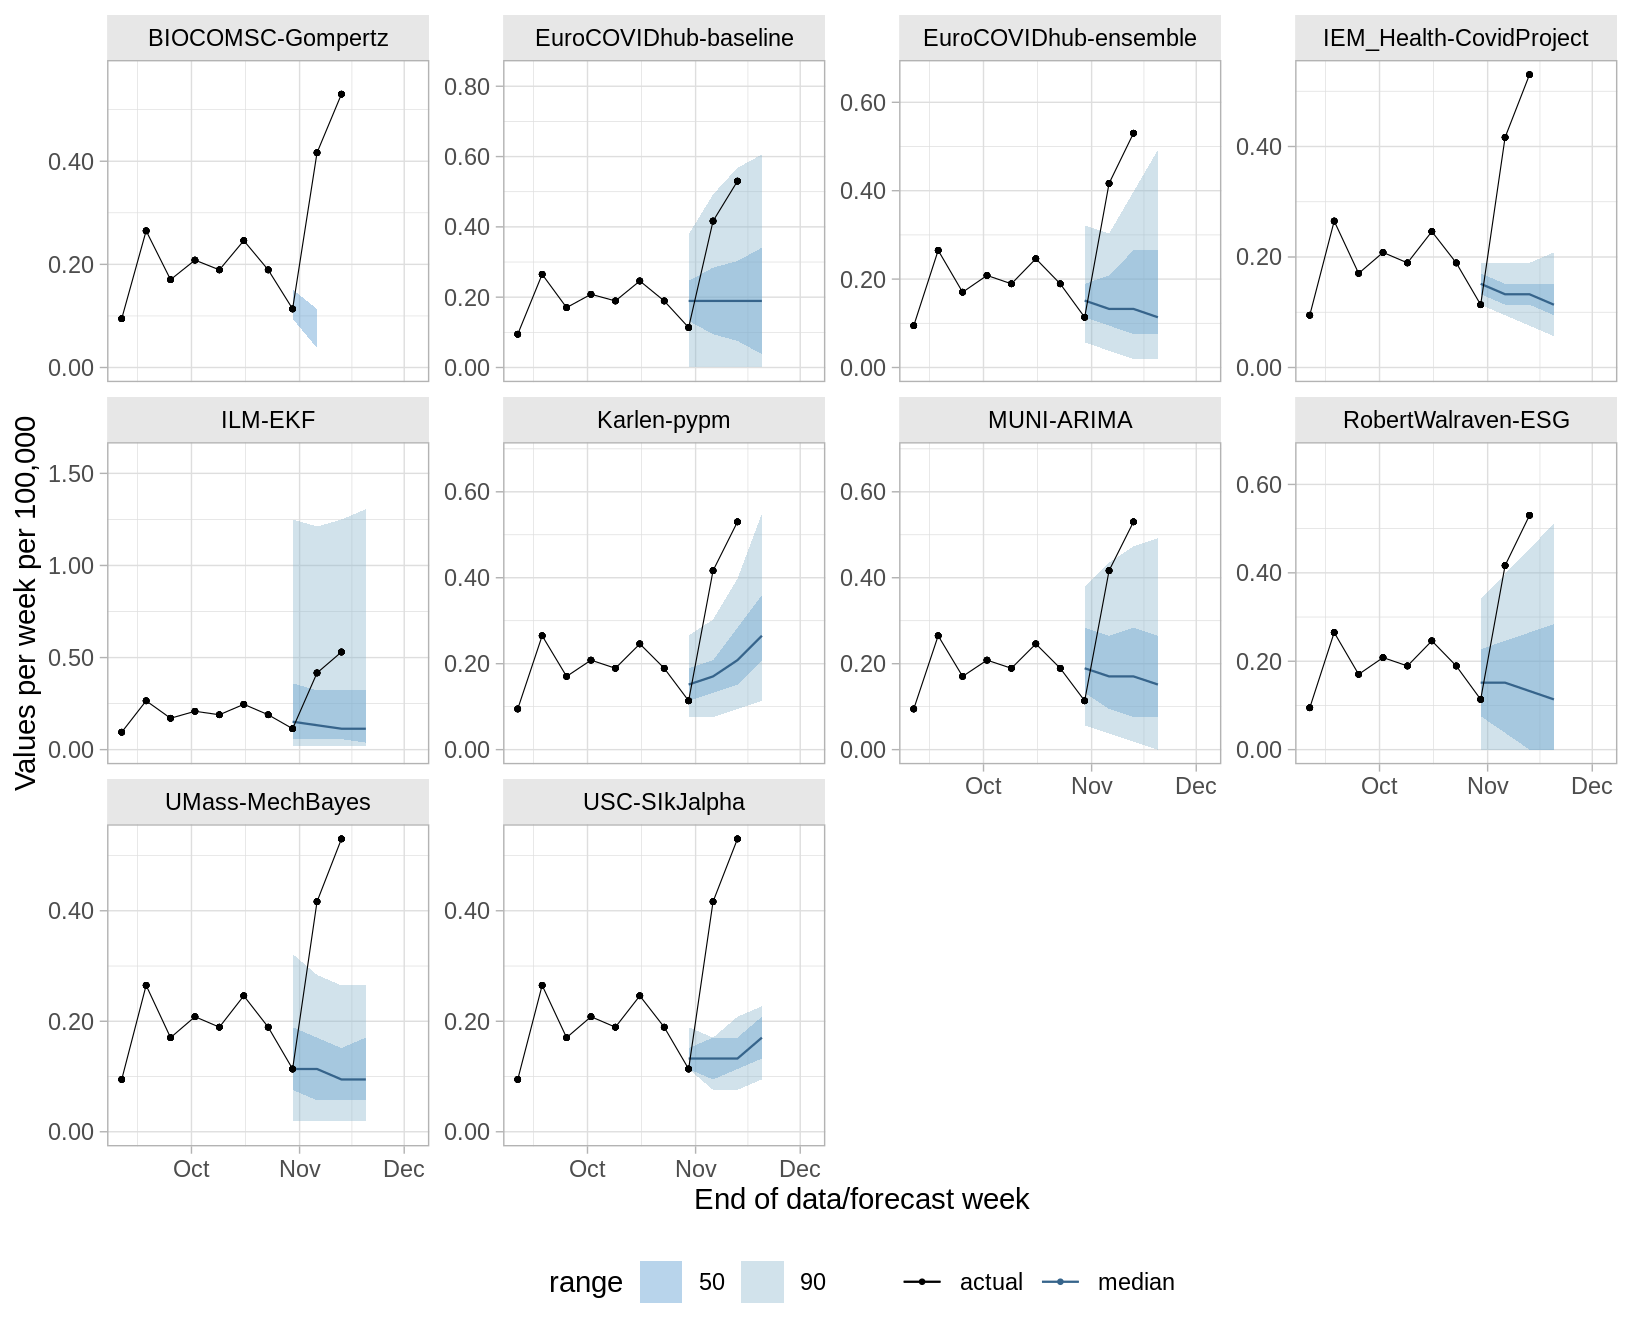 BIOCOMSC-Gompertz
EuroCOVIDhub-baseline
EuroCOVIDhub-ensemble
IEM_Health-CovidProject
0.40
0.20
0.00
0.80
0.60
0.40
0.20
0.00
0.60
0.40
0.20
0.00
0.40
0.20
0.00
Values per week per 100,000
ILM-EKF
Karlen-pypm
MUNI-ARIMA
RobertWalraven-ESG
1.50
1.00
0.50
0.00
0.60
0.40
0.20
0.00
0.60
0.40
0.20
0.00
0.60
0.40
0.20
0.00
Oct Nov Dec
Oct Nov Dec
UMass-MechBayes
USC-SIkJalpha
0.40
0.20
0.00
0.40
0.20
0.00
Oct Nov Dec
Oct Nov Dec
End of data/forecast week
range 50 90 actual median